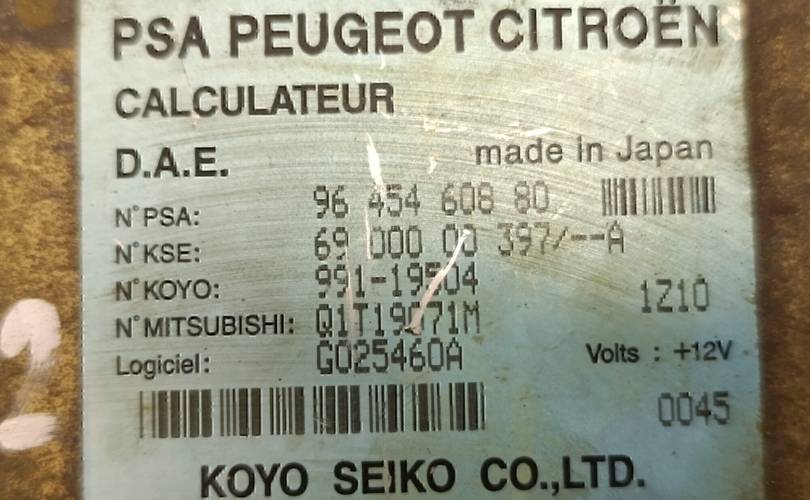 PSA PEUGEOT CITROËN
CALCULATEUR
D.A.E.
made in Japan
N°PSA: 96 454 608 80
N°KSE: 69 000 00 397/--A
N°KOYO: 991-19504
1Z10
N°MITSUBISHI: Q1T19071M
Logiciel: G025460A
Volts : +12V
0045
KOYO SEIKO CO.,LTD.